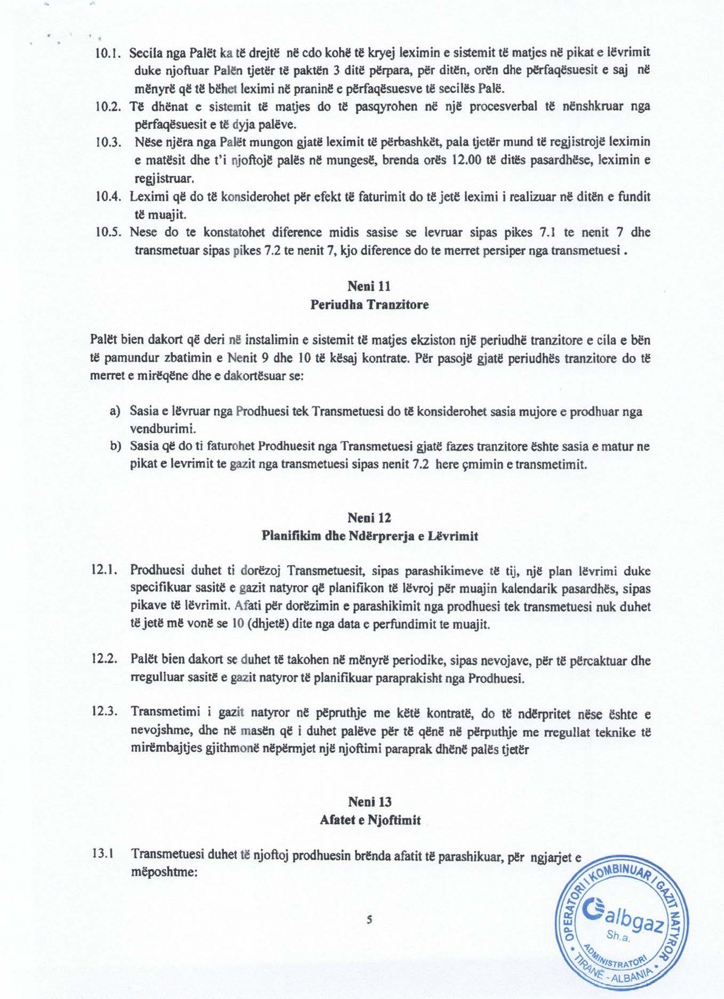 10.1. Secila nga Palët ka të drejtë në cdo kohë të kryej leximin e sistemit të matjes në pikat e lëvrimit
duke njoftuar Palën tjetër të paktën 3 ditë përpara, për ditën, orën dhe përfaqësuesit e saj në
mënyrë që të bëhet leximi në praninë e përfaqësuesve të secilës Palë.
10.2. Të dhënat e sistemit të matjes do të pasqyrohen në një procesverbal të nënshkruar nga
përfaqësuesit e të dyja palëve.
10.3. Nëse njëra nga Palët mungon gjatë leximit të përbashkët, pala tjetër mund të regjistrojë leximin
e matësit dhe t'i njoftojë palës në mungesë, brenda orës 12.00 të ditës pasardhëse, leximin e
regjistruar.
10.4. Leximi që do të konsiderohet për efekt të faturimit do të jetë leximi i realizuar në ditën e fundit
të muajit.
10.5. Nese do te konstatohet diference midis sasise se levruar sipas pikes 7.1 te nenit 7 dhe
transmetuar sipas pikes 7.2 te nenit 7, kjo diference do te merret persiper nga transmetuesi .
Neni 11
Periudha Tranzitore
Palët bien dakort që deri në instalimin e sistemit të matjes ekziston një periudhë tranzitore e cila e bën
të pamundur zbatimin e Nenit 9 dhe 10 të kësaj kontrate. Për pasojë gjatë periudhës tranzitore do të
merret e mirëqëne dhe e dakortësuar se:
a) Sasia e lëvruar nga Prodhuesi tek Transmetuesi do të konsiderohet sasia mujore e prodhuar nga
vendburimi.
b) Sasia që do ti faturohet Prodhuesit nga Transmetuesi gjatë fazes tranzitore është sasia e matur ne
pikat e levrimit te gazit nga transmetuesi sipas nenit 7.2 here çmimin e transmetimit.
Neni 12
Planifikim dhe Ndërprerja e Lëvrimit
12.1. Prodhuesi duhet ti dorëzoj Transmetuesit, sipas parashikimeve të tij, një plan lëvrimi duke
specifikuar sasitë e gazit natyror që planifikon të lëvroj për muajin kalendarik pasardhës, sipas
pikave të lëvrimit. Afati për dorëzimin e parashikimit nga prodhuesi tek transmetuesi nuk duhet
të jetë më vonë se 10 (dhjetë) dite nga data e perfundimit te muajit.
12.2. Palët bien dakort se duhet të takohen në mënyrë periodike, sipas nevojave, për të përcaktuar dhe
rregulluar sasitë e gazit natyror të planifikuar paraprakisht nga Prodhuesi.
12.3. Transmetimi i gazit natyror në pëpruthje me këtë kontratë, do të ndërpritet nëse është e
nevojshme, dhe në masën që i duhet palëve për të qënë në përputhje me rregullat teknike të
mirëmbajtjes gjithmonë nëpërmjet një njoftimi paraprak dhënë palës tjetër
Neni 13
Afatet e Njoftimit
13.1 Transmetuesi duhet të njoftoj prodhuesin brënda afatit të parashikuar, për ngjarjet e
mëposhtme:
5
OPERATORI I KOMBINUAR I GAZIT NATYROR
albgaz
Sh.a.
ADMINISTRATORI
TIRANË - ALBANIA